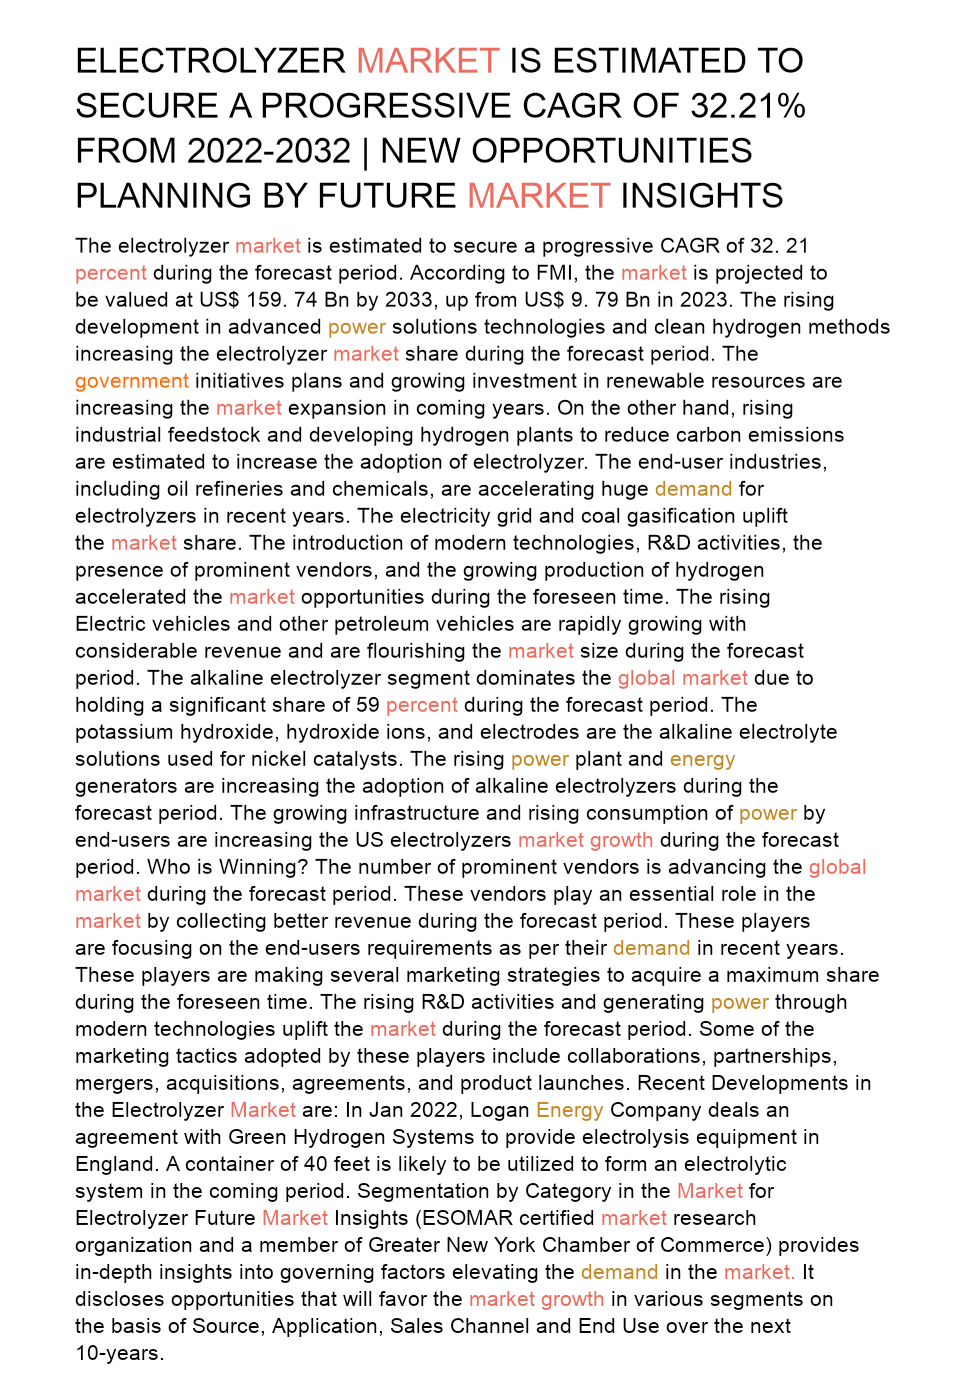 ELECTROLYZER MARKET IS ESTIMATED TO
SECURE A PROGRESSIVE CAGR OF 32.21%
FROM 2022-2032 | NEW OPPORTUNITIES
PLANNING BY FUTURE MARKET INSIGHTS
The electrolyzer market is estimated to secure a progressive CAGR of 32. 21
percent during the forecast period. According to FMI, the market is projected to
be valued at US$ 159. 74 Bn by 2033, up from US$ 9. 79 Bn in 2023. The rising
development in advanced power solutions technologies and clean hydrogen methods
increasing the electrolyzer market share during the forecast period. The
government initiatives plans and growing investment in renewable resources are
increasing the market expansion in coming years. On the other hand, rising
industrial feedstock and developing hydrogen plants to reduce carbon emissions
are estimated to increase the adoption of electrolyzer. The end-user industries,
including oil refineries and chemicals, are accelerating huge demand for
electrolyzers in recent years. The electricity grid and coal gasification uplift
the market share. The introduction of modern technologies, R&D activities, the
presence of prominent vendors, and the growing production of hydrogen
accelerated the market opportunities during the foreseen time. The rising
Electric vehicles and other petroleum vehicles are rapidly growing with
considerable revenue and are flourishing the market size during the forecast
period. The alkaline electrolyzer segment dominates the global market due to
holding a significant share of 59 percent during the forecast period. The
potassium hydroxide, hydroxide ions, and electrodes are the alkaline electrolyte
solutions used for nickel catalysts. The rising power plant and energy
generators are increasing the adoption of alkaline electrolyzers during the
forecast period. The growing infrastructure and rising consumption of power by
end-users are increasing the US electrolyzers market growth during the forecast
period. Who is Winning? The number of prominent vendors is advancing the global
market during the forecast period. These vendors play an essential role in the
market by collecting better revenue during the forecast period. These players
are focusing on the end-users requirements as per their demand in recent years.
These players are making several marketing strategies to acquire a maximum share
during the foreseen time. The rising R&D activities and generating power through
modern technologies uplift the market during the forecast period. Some of the
marketing tactics adopted by these players include collaborations, partnerships,
mergers, acquisitions, agreements, and product launches. Recent Developments in
the Electrolyzer Market are: In Jan 2022, Logan Energy Company deals an
agreement with Green Hydrogen Systems to provide electrolysis equipment in
England. A container of 40 feet is likely to be utilized to form an electrolytic
system in the coming period. Segmentation by Category in the Market for
Electrolyzer Future Market Insights (ESOMAR certified market research
organization and a member of Greater New York Chamber of Commerce) provides
in-depth insights into governing factors elevating the demand in the market. It
discloses opportunities that will favor the market growth in various segments on
the basis of Source, Application, Sales Channel and End Use over the next
10-years.